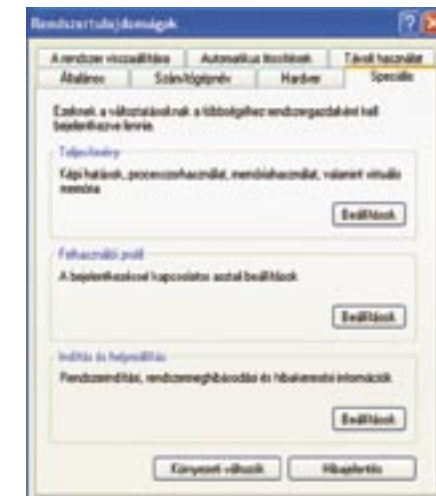 Rendszertulajdonságok
A rendszer visszaállítása Automatikus frissítések Távoli használat
Általános Számítógépnév Hardver Speciális
Ezeknek a változtatásoknak a többségéhez rendszergazdaként kell
bejelentkezve lennie.
Teljesítmény
Képi hatások, processzorhasználat, memóriahasználat, valamint virtuális
memória
Beállítások
Felhasználói profil
A bejelentkezéssel kapcsolatos asztal beállítások
Beállítások
Indítás és helyreállítás
Rendszerindítási, rendszermeghibásodási és hibakeresési információk
Beállítások
Környezeti változók Hibajelentés